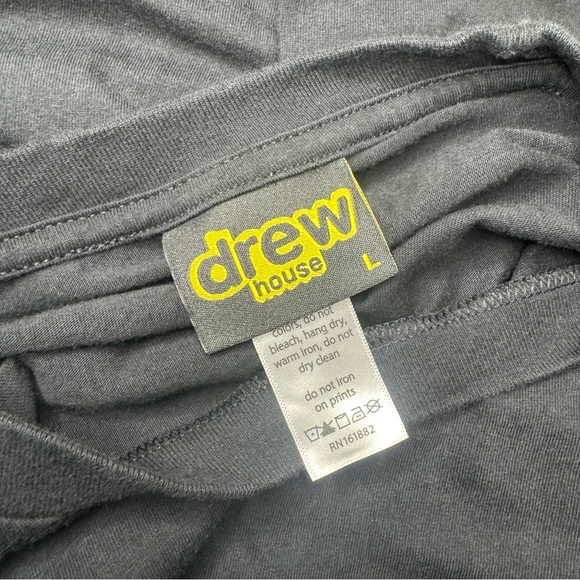 drew
house
L
colors, do not
bleach, hang dry,
warm iron, do not
dry clean
do not iron
on prints
RN161882